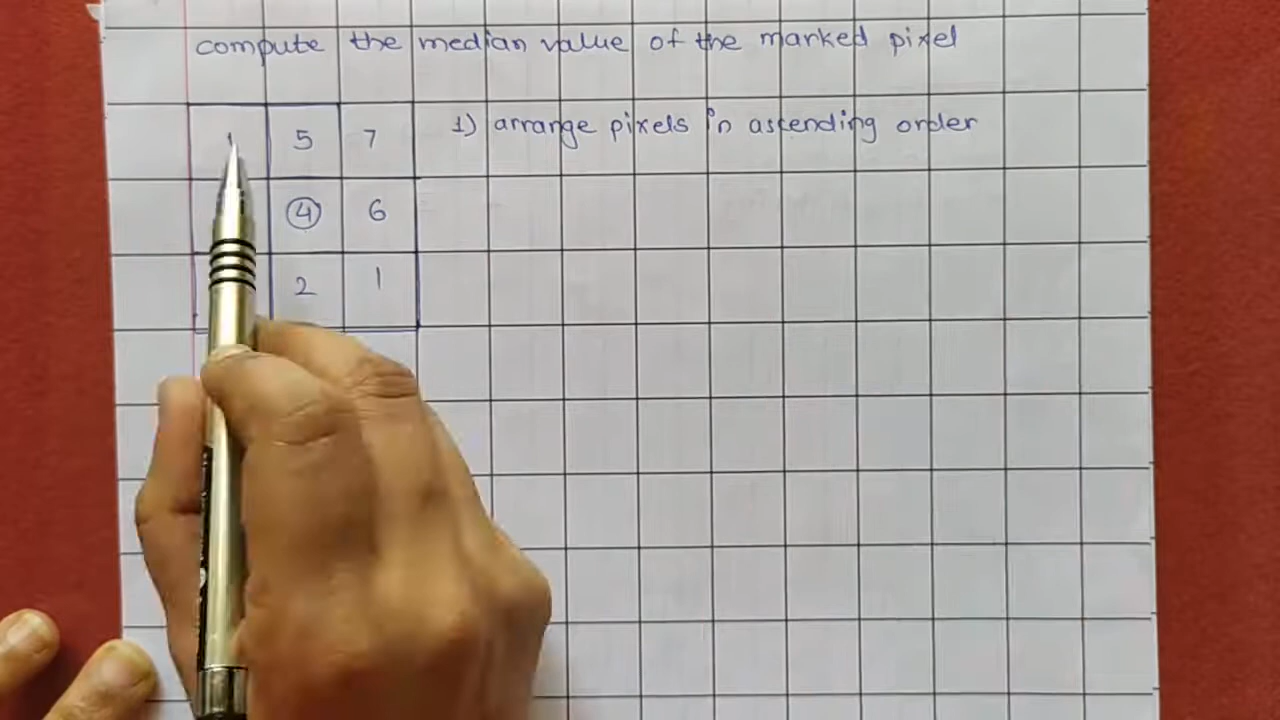 compute the median value of the marked pixel
1 5 7
1) arrange pixels in ascending order
④ 6
2 1